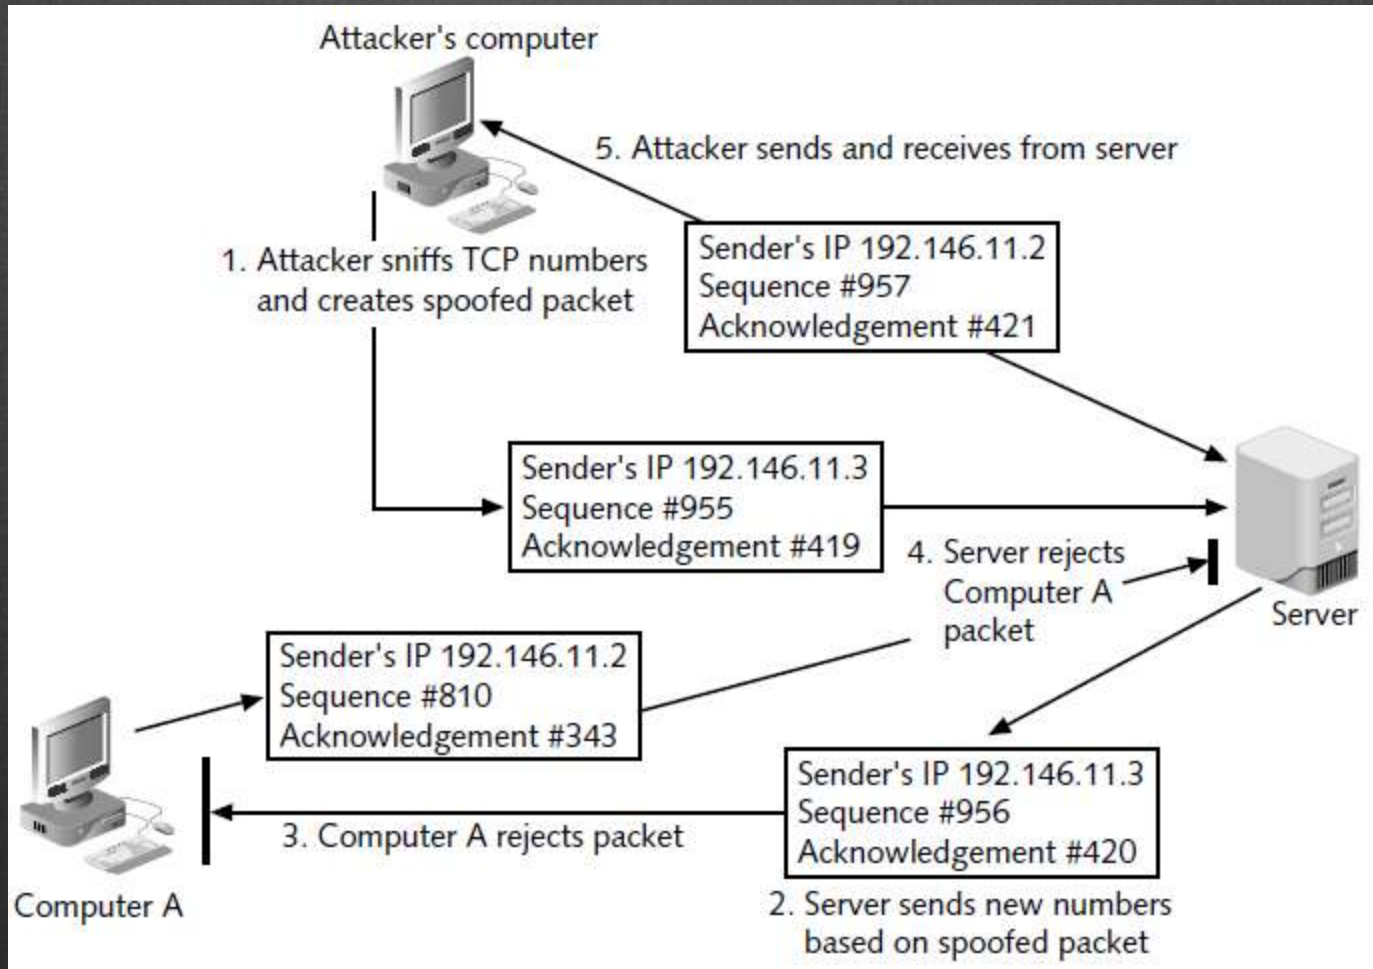 Attacker's computer
5. Attacker sends and receives from server
Sender's IP 192.146.11.2
Sequence #957
Acknowledgement #421
1. Attacker sniffs TCP numbers
and creates spoofed packet
Sender's IP 192.146.11.3
Sequence #955
Acknowledgement #419
4. Server rejects
Computer A
packet
Server
Sender's IP 192.146.11.2
Sequence #810
Acknowledgement #343
Sender's IP 192.146.11.3
Sequence #956
Acknowledgement #420
3. Computer A rejects packet
Computer A
2. Server sends new numbers
based on spoofed packet